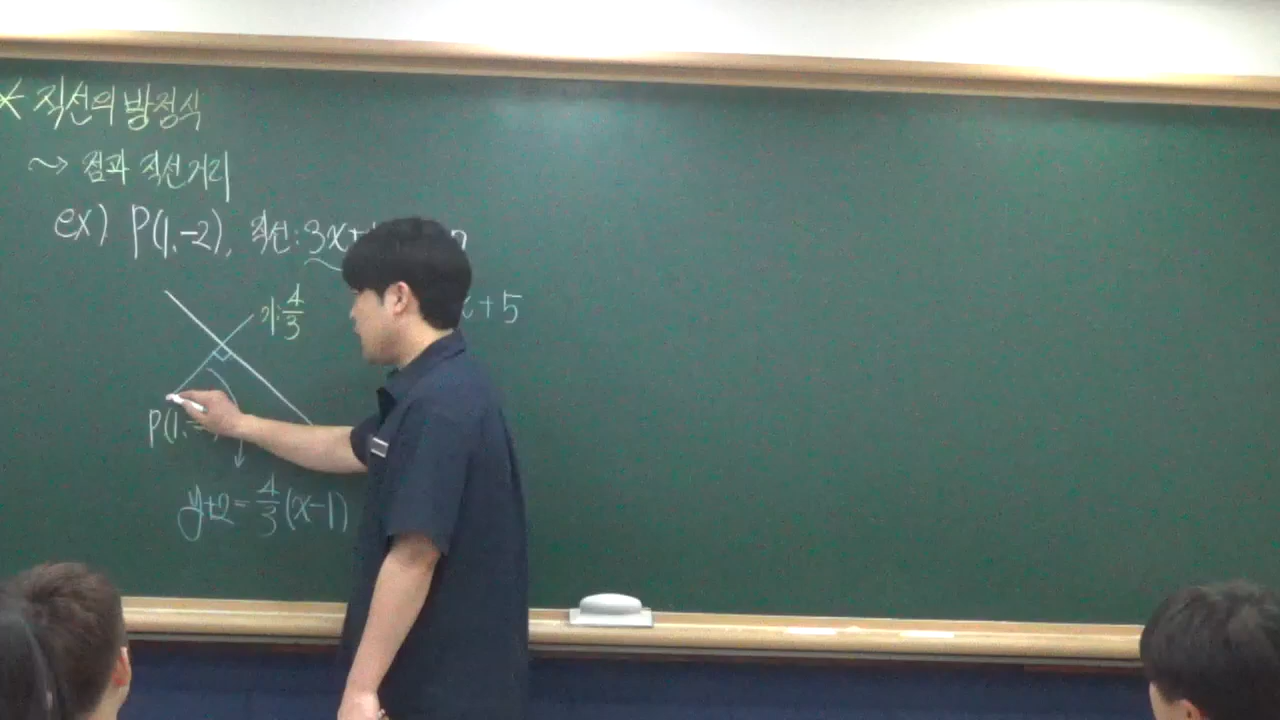 * 직선의 방정식
~> 점과 직선거리
ex) P(1,-2), 직선: 3x+
기: 4/3
x+5
P(1,-
y+2=4/3(x-1)